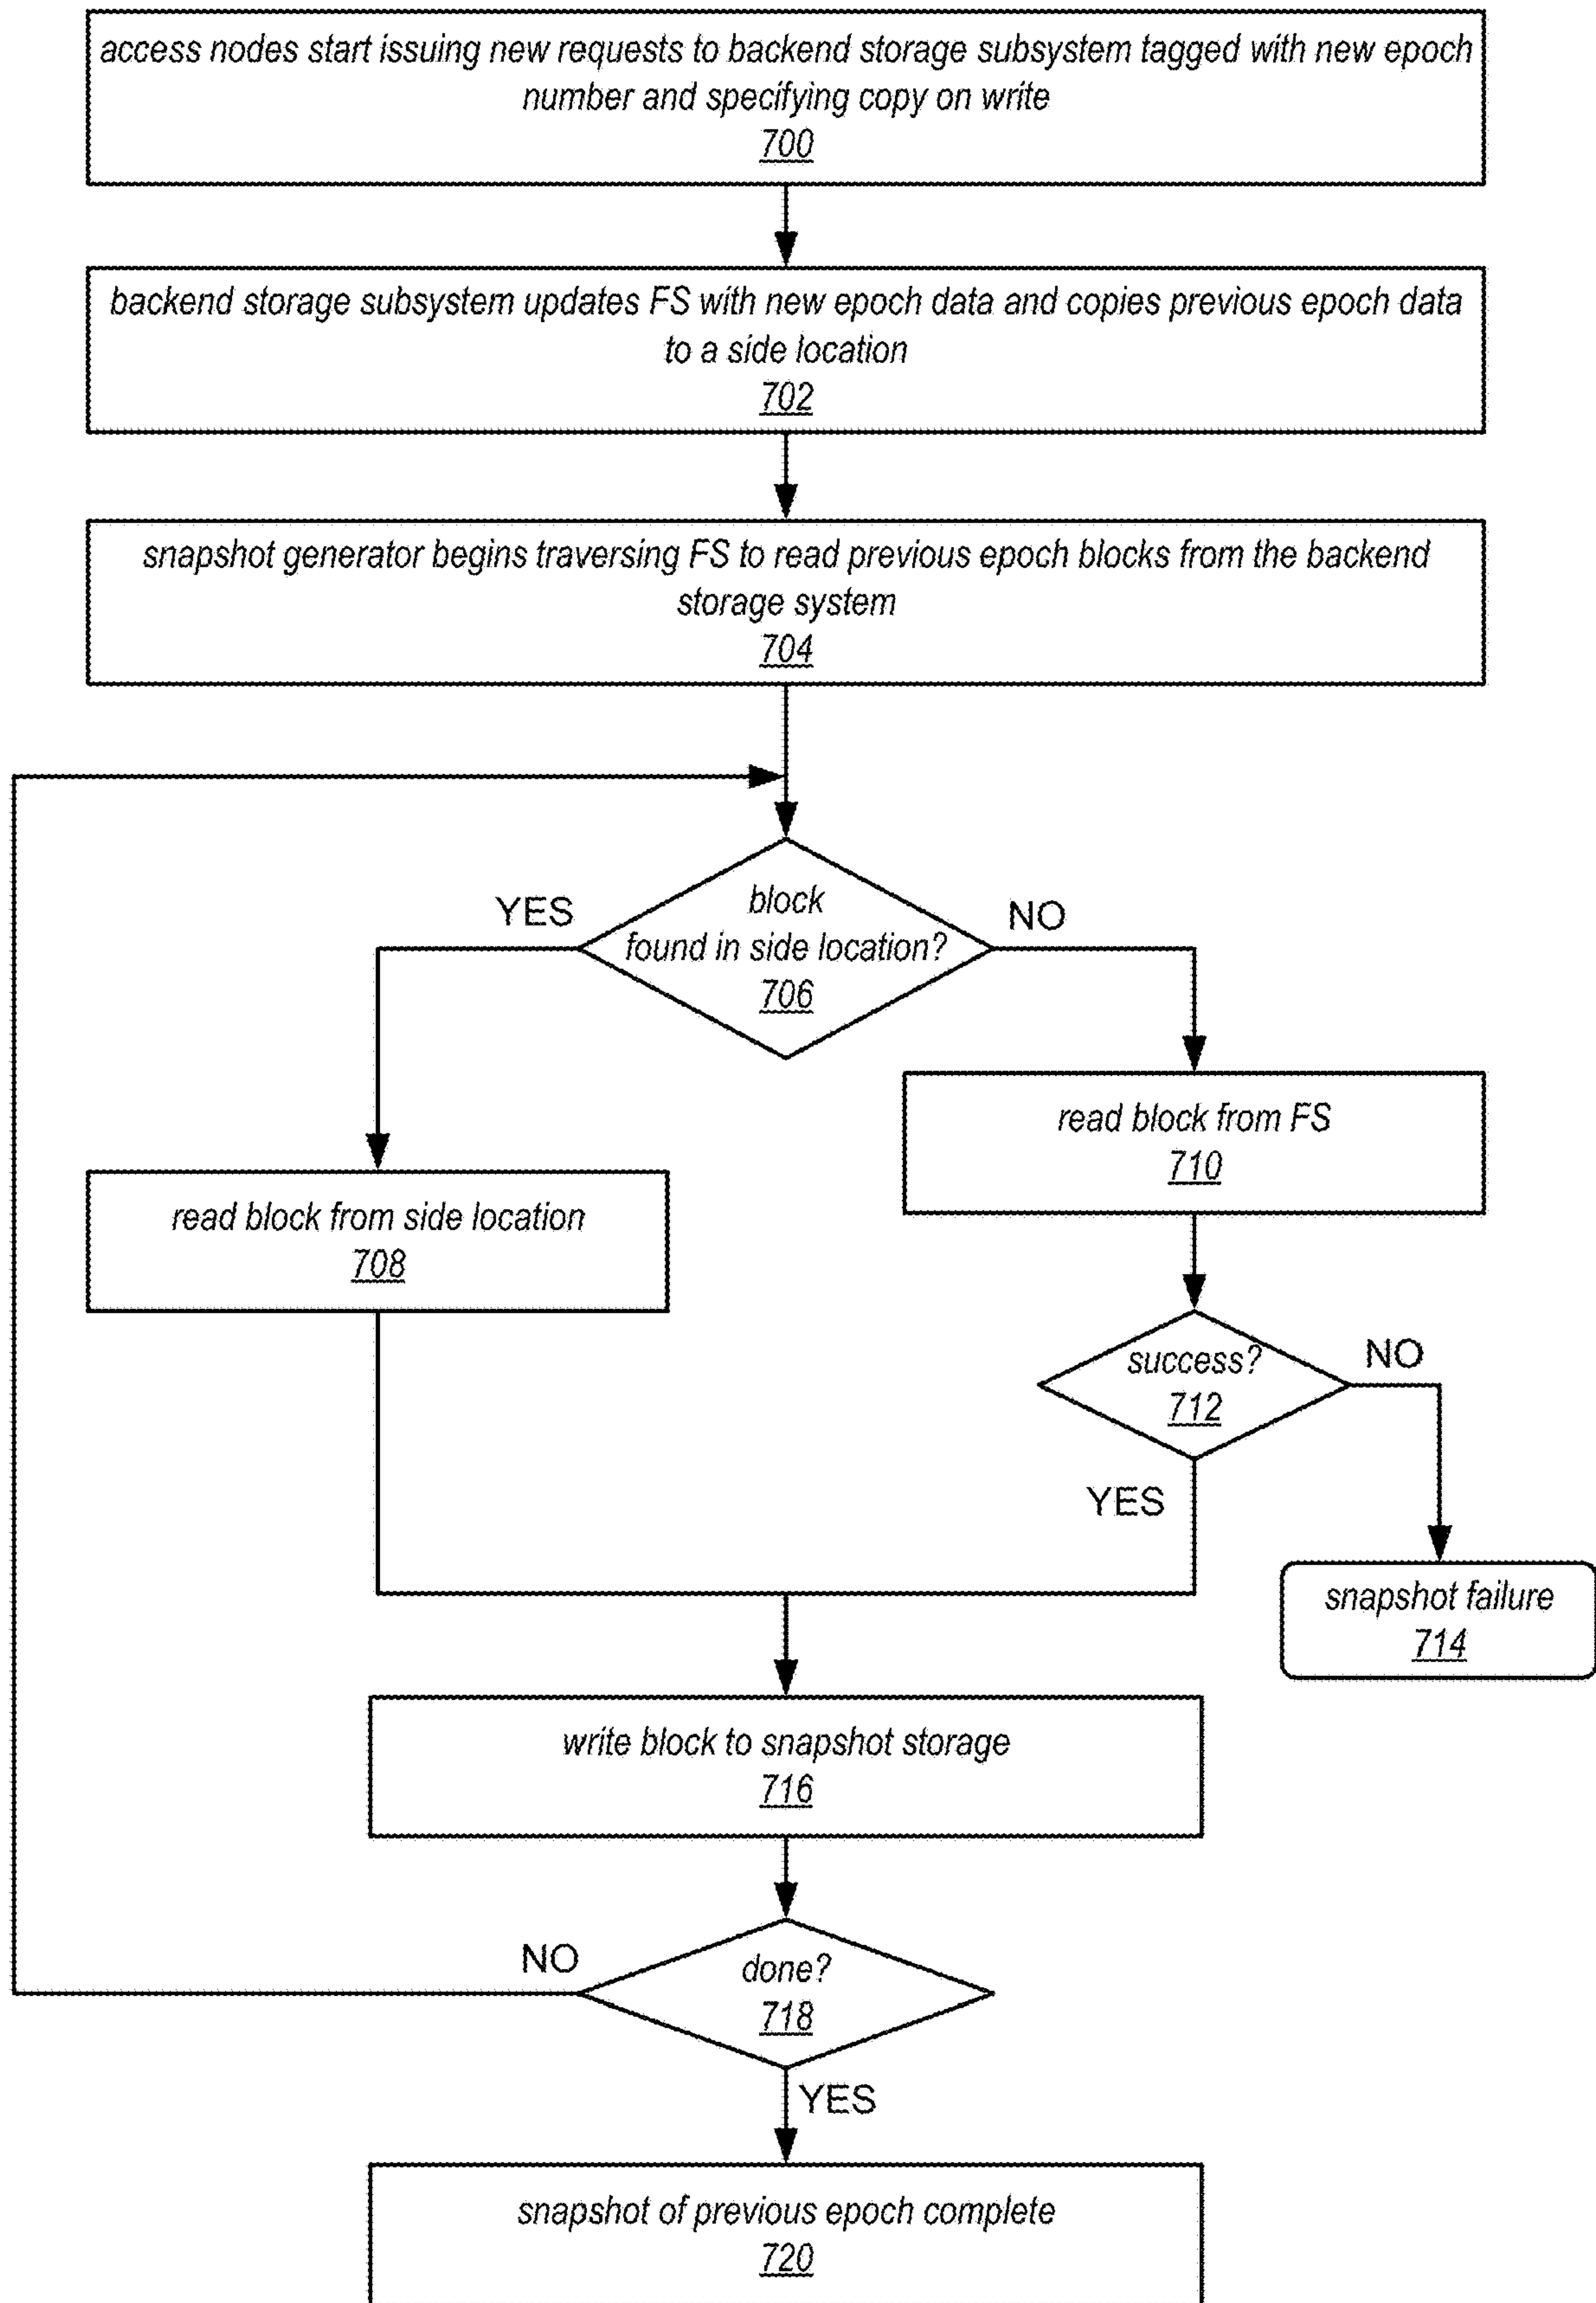 access nodes start issuing new requests to backend storage subsystem tagged with new epoch
number and specifying copy on write
700
backend storage subsystem updates FS with new epoch data and copies previous epoch data
to a side location
702
snapshot generator begins traversing FS to read previous epoch blocks from the backend
storage system
704
YES
block
NO
found in side location?
706
read block from FS
710
read block from side location
708
success?
NO
712
YES
snapshot failure
714
write block to snapshot storage
716
NO
done?
718
YES
snapshot of previous epoch complete
720